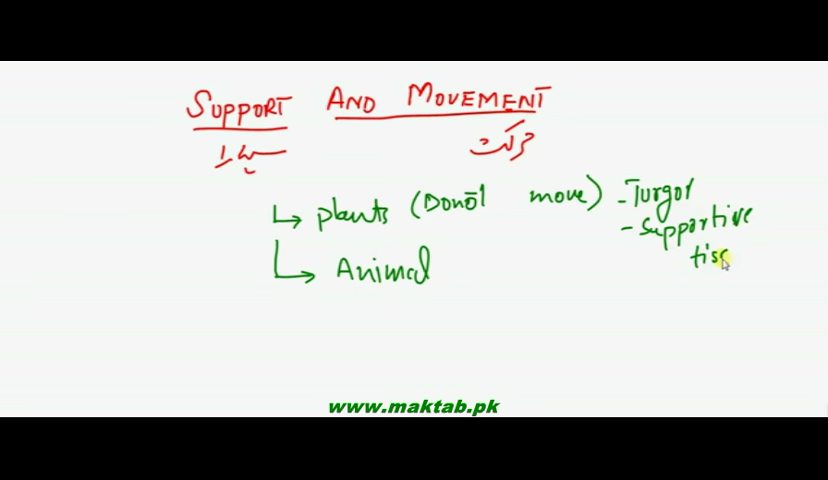 SUPPORT AND MOVEMENT
سہارا حرکت
↳ Plants (Donot move) - Turgor
- supportive
tiss
↳ Animal
www.maktab.pk